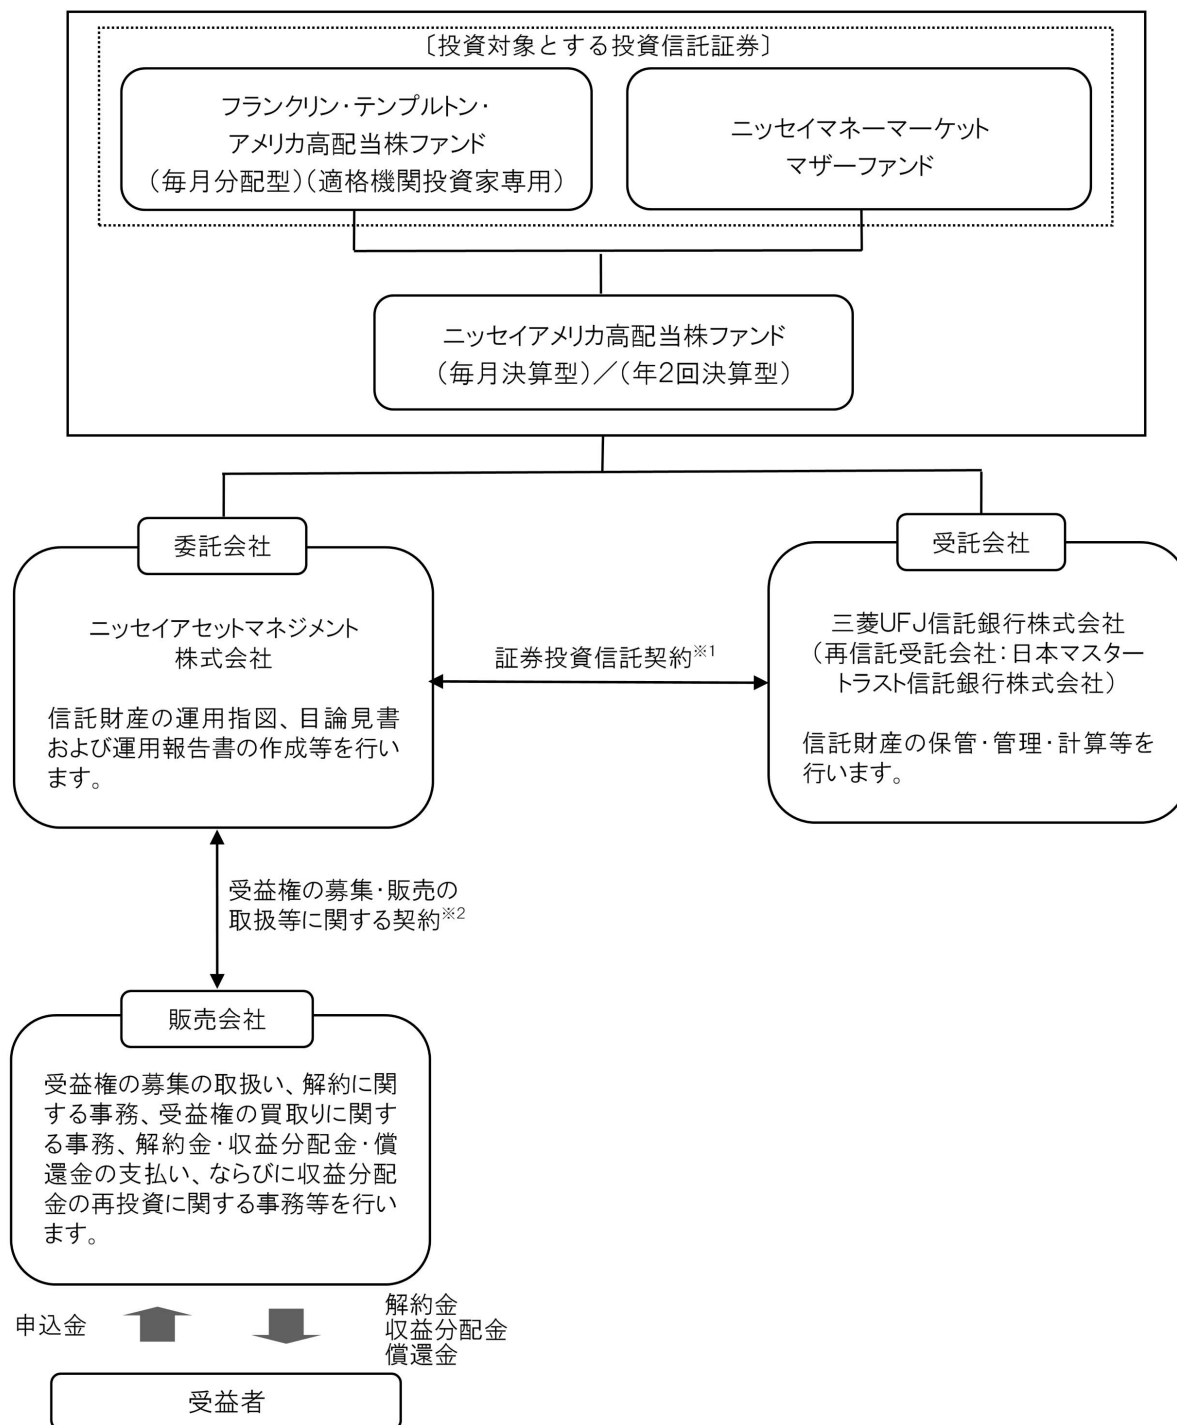 〔投資対象とする投資信託証券〕
フランクリン・テンプルトン・
アメリカ高配当株ファンド
(毎月分配型)(適格機関投資家専用)
ニッセイマネーマーケット
マザーファンド
ニッセイアメリカ高配当株ファンド
(毎月決算型)／(年2回決算型)
委託会社
ニッセイアセットマネジメント
株式会社
信託財産の運用指図、目論見書
および運用報告書の作成等を行い
ます。
証券投資信託契約※1
受託会社
三菱UFJ信託銀行株式会社
(再信託受託会社：日本マスター
トラスト信託銀行株式会社)
信託財産の保管・管理・計算等を
行います。
受益権の募集・販売の
取扱等に関する契約※2
販売会社
受益権の募集の取扱い、解約に関
する事務、受益権の買取りに関す
る事務、解約金・収益分配金・償
還金の支払い、ならびに収益分配
金の再投資に関する事務等を行い
ます。
申込金
解約金
収益分配金
償還金
受益者